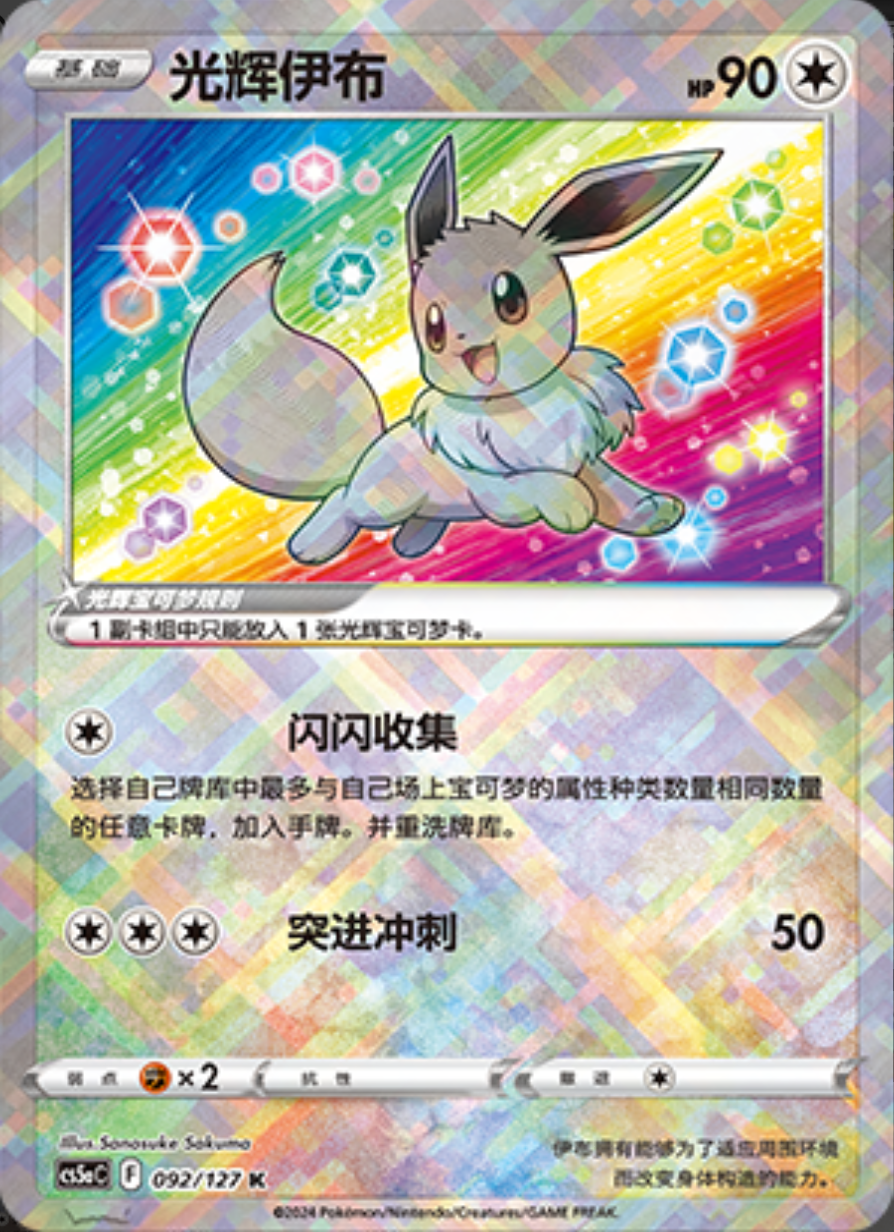 基础 光辉伊布 HP 90
光辉宝可梦规则
1 副卡组中只能放入 1 张光辉宝可梦卡。
闪闪收集
选择自己牌库中最多与自己场上宝可梦的属性种类数量相同数量
的任意卡牌，加入手牌。并重洗牌库。
突进冲刺 50
弱点 ×2 抗性 撤退
Illus. Sanosuke Sakuma
伊布拥有能够为了适应周围环境
而改变身体构造的能力。
CS5aC F 092/127 K
©2024 Pokémon/Nintendo/Creatures/GAME FREAK.